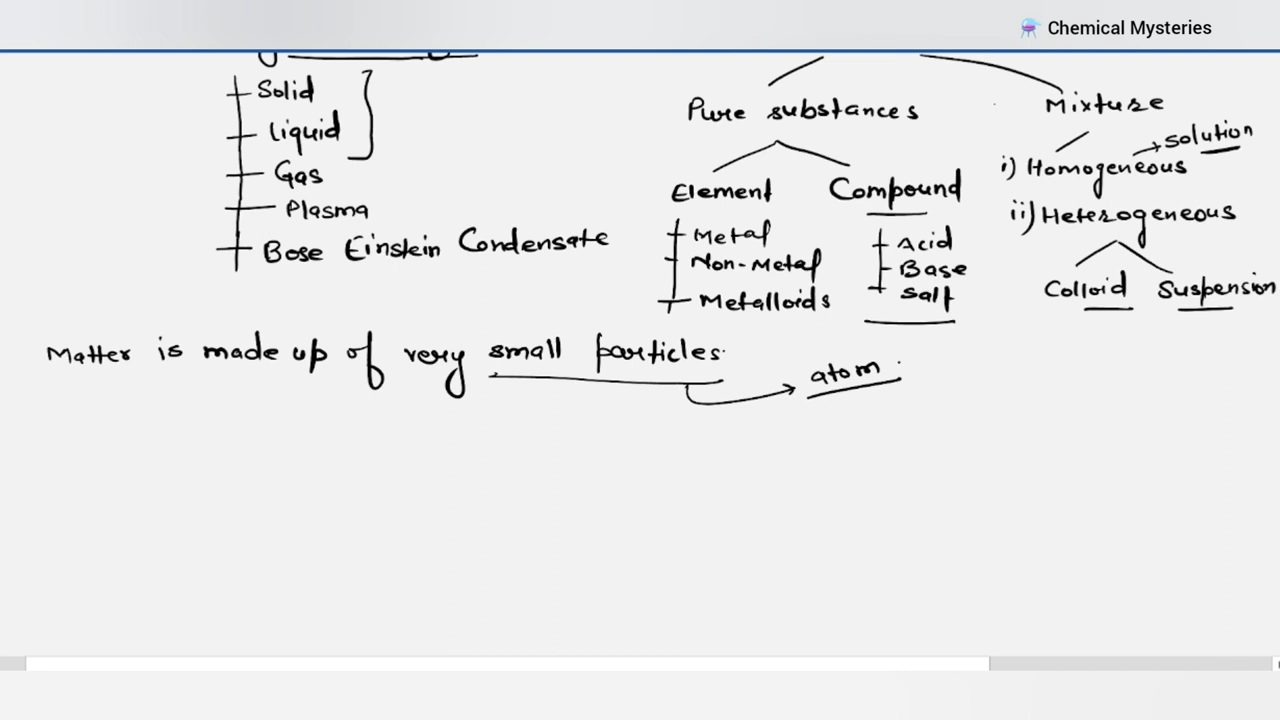 Chemical Mysteries
Solid
Liquid
Gas
Plasma
Bose Einstein Condensate
Pure substances
Element
Metal
Non-Metal
Metalloids
Compound
Acid
Base
Salt
Mixture
i) Homogeneous → solution
ii) Heterogeneous
Colloid Suspension
Matter is made up of very small particles. → atom.